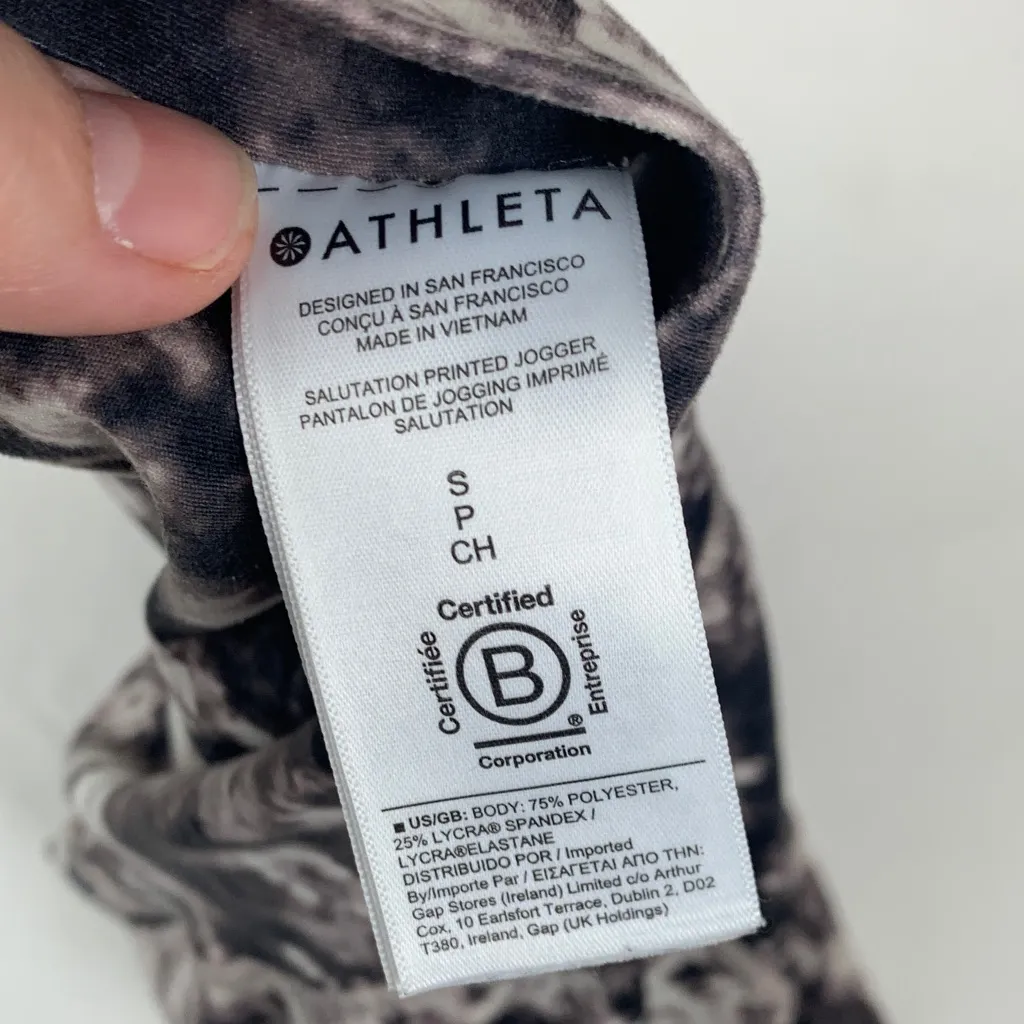 ATHLETA
DESIGNED IN SAN FRANCISCO
CONÇU À SAN FRANCISCO
MADE IN VIETNAM
SALUTATION PRINTED JOGGER
PANTALON DE JOGGING IMPRIMÉ
SALUTATION
S
P
CH
Certified
Certifiée
B
Entreprise
®
Corporation
■ US/GB: BODY: 75% POLYESTER,
25% LYCRA® SPANDEX /
LYCRA®ELASTANE
DISTRIBUIDO POR / Imported
By/Importe Par / ΕΙΣΑΓΕΤΑΙ ΑΠΟ ΤΗΝ:
Gap Stores (Ireland) Limited c/o Arthur
Cox, 10 Earlsfort Terrace, Dublin 2, D02
T380, Ireland, Gap (UK Holdings)